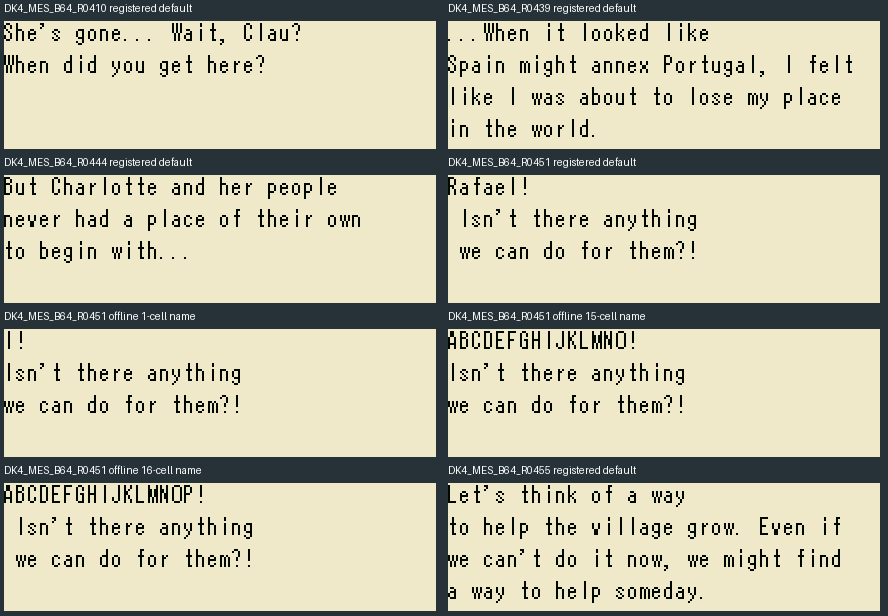 DK4_MES_B64_R0410 registered default
She's gone... Wait, Clau?
When did you get here?
DK4_MES_B64_R0439 registered default
...When it looked like
Spain might annex Portugal, I felt
like I was about to lose my place
in the world.
DK4_MES_B64_R0444 registered default
But Charlotte and her people
never had a place of their own
to begin with...
DK4_MES_B64_R0451 registered default
Rafael!
Isn't there anything
we can do for them?!
DK4_MES_B64_R0451 offline 1-cell name
I!
Isn't there anything
we can do for them?!
DK4_MES_B64_R0451 offline 15-cell name
ABCDEFGHIJKLMNO!
Isn't there anything
we can do for them?!
DK4_MES_B64_R0451 offline 16-cell name
ABCDEFGHIJKLMNOP!
Isn't there anything
we can do for them?!
DK4_MES_B64_R0455 registered default
Let's think of a way
to help the village grow. Even if
we can't do it now, we might find
a way to help someday.